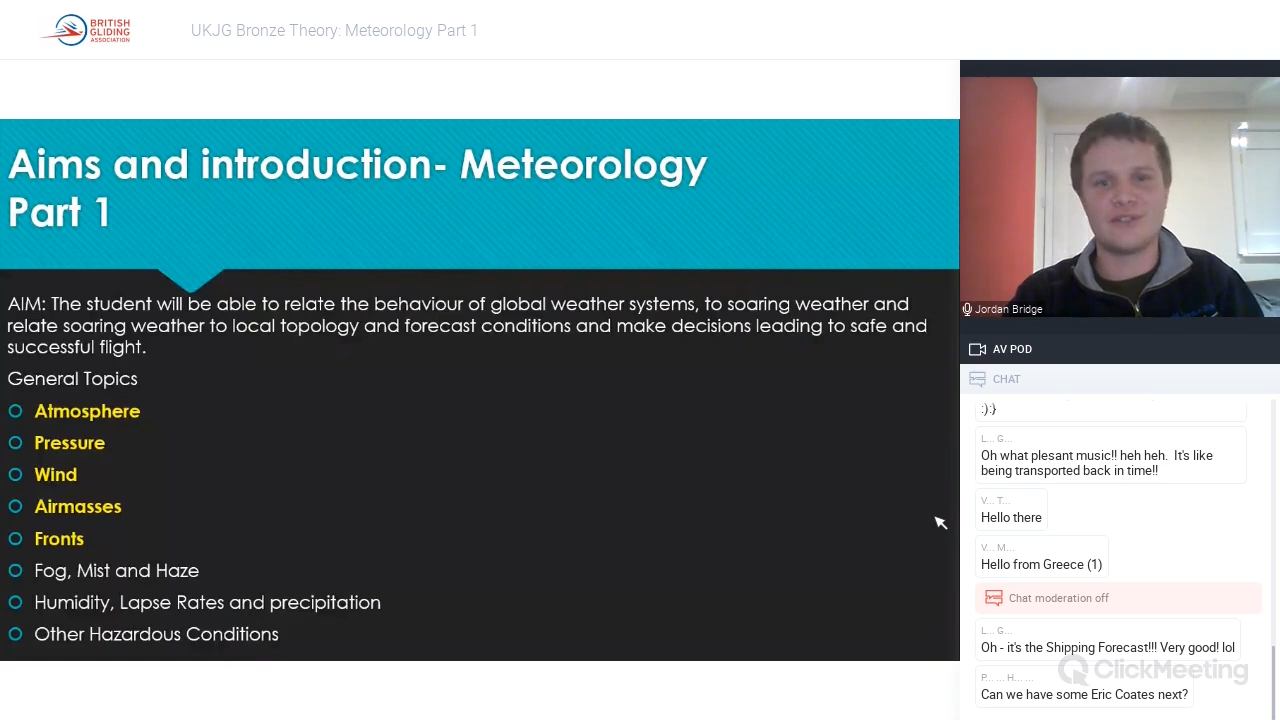 BRITISH
GLIDING
ASSOCIATION
UKJG Bronze Theory: Meteorology Part 1
Aims and introduction- Meteorology
Part 1
AIM: The student will be able to relate the behaviour of global weather systems, to soaring weather and
relate soaring weather to local topology and forecast conditions and make decisions leading to safe and
successful flight.
General Topics
Atmosphere
Pressure
Wind
Airmasses
Fronts
Fog, Mist and Haze
Humidity, Lapse Rates and precipitation
Other Hazardous Conditions
Jordan Bridge
AV POD
CHAT
:):}
L... G...
Oh what plesant music!! heh heh. It's like
being transported back in time!!
V... T...
Hello there
V... M...
Hello from Greece (1)
Chat moderation off
L... G...
Oh - it's the Shipping Forecast!!! Very good! lol
P... ... H... ...
Can we have some Eric Coates next?
ClickMeeting